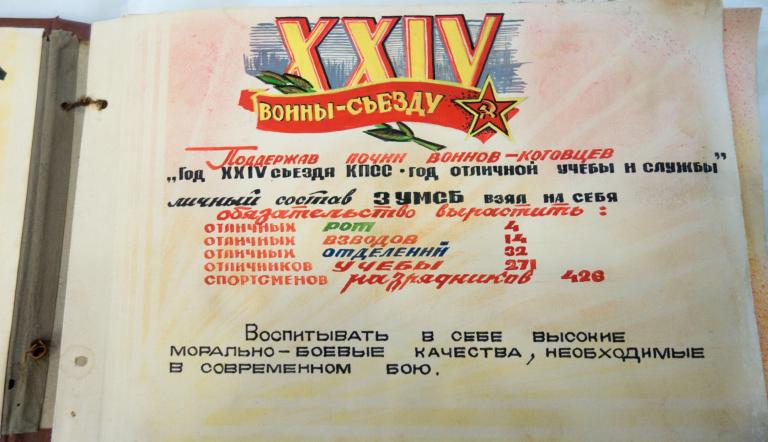 XXIV
ВОИНЫ-СЪЕЗДУ
ПОДДЕРЖАВ ПОЧИН ВОИНОВ-КОТОВЦЕВ
„ГОД XXIV СЪЕЗДА КПСС · ГОД ОТЛИЧНОЙ УЧЕБЫ И СЛУЖБЫ”
ЛИЧНЫЙ СОСТАВ 3 УМСБ ВЗЯЛ НА СЕБЯ
ОБЯЗАТЕЛЬСТВО ВЫРАСТИТЬ :
ОТЛИЧНЫХ РОТ 4
ОТЛИЧНЫХ ВЗВОДОВ 14
ОТЛИЧНЫХ ОТДЕЛЕНИЙ 32
ОТЛИЧНИКОВ УЧЕБЫ 271
СПОРТСМЕНОВ РАЗРЯДНИКОВ 426
ВОСПИТЫВАТЬ В СЕБЕ ВЫСОКИЕ
МОРАЛЬНО-БОЕВЫЕ КАЧЕСТВА, НЕОБХОДИМЫЕ
В СОВРЕМЕННОМ БОЮ.